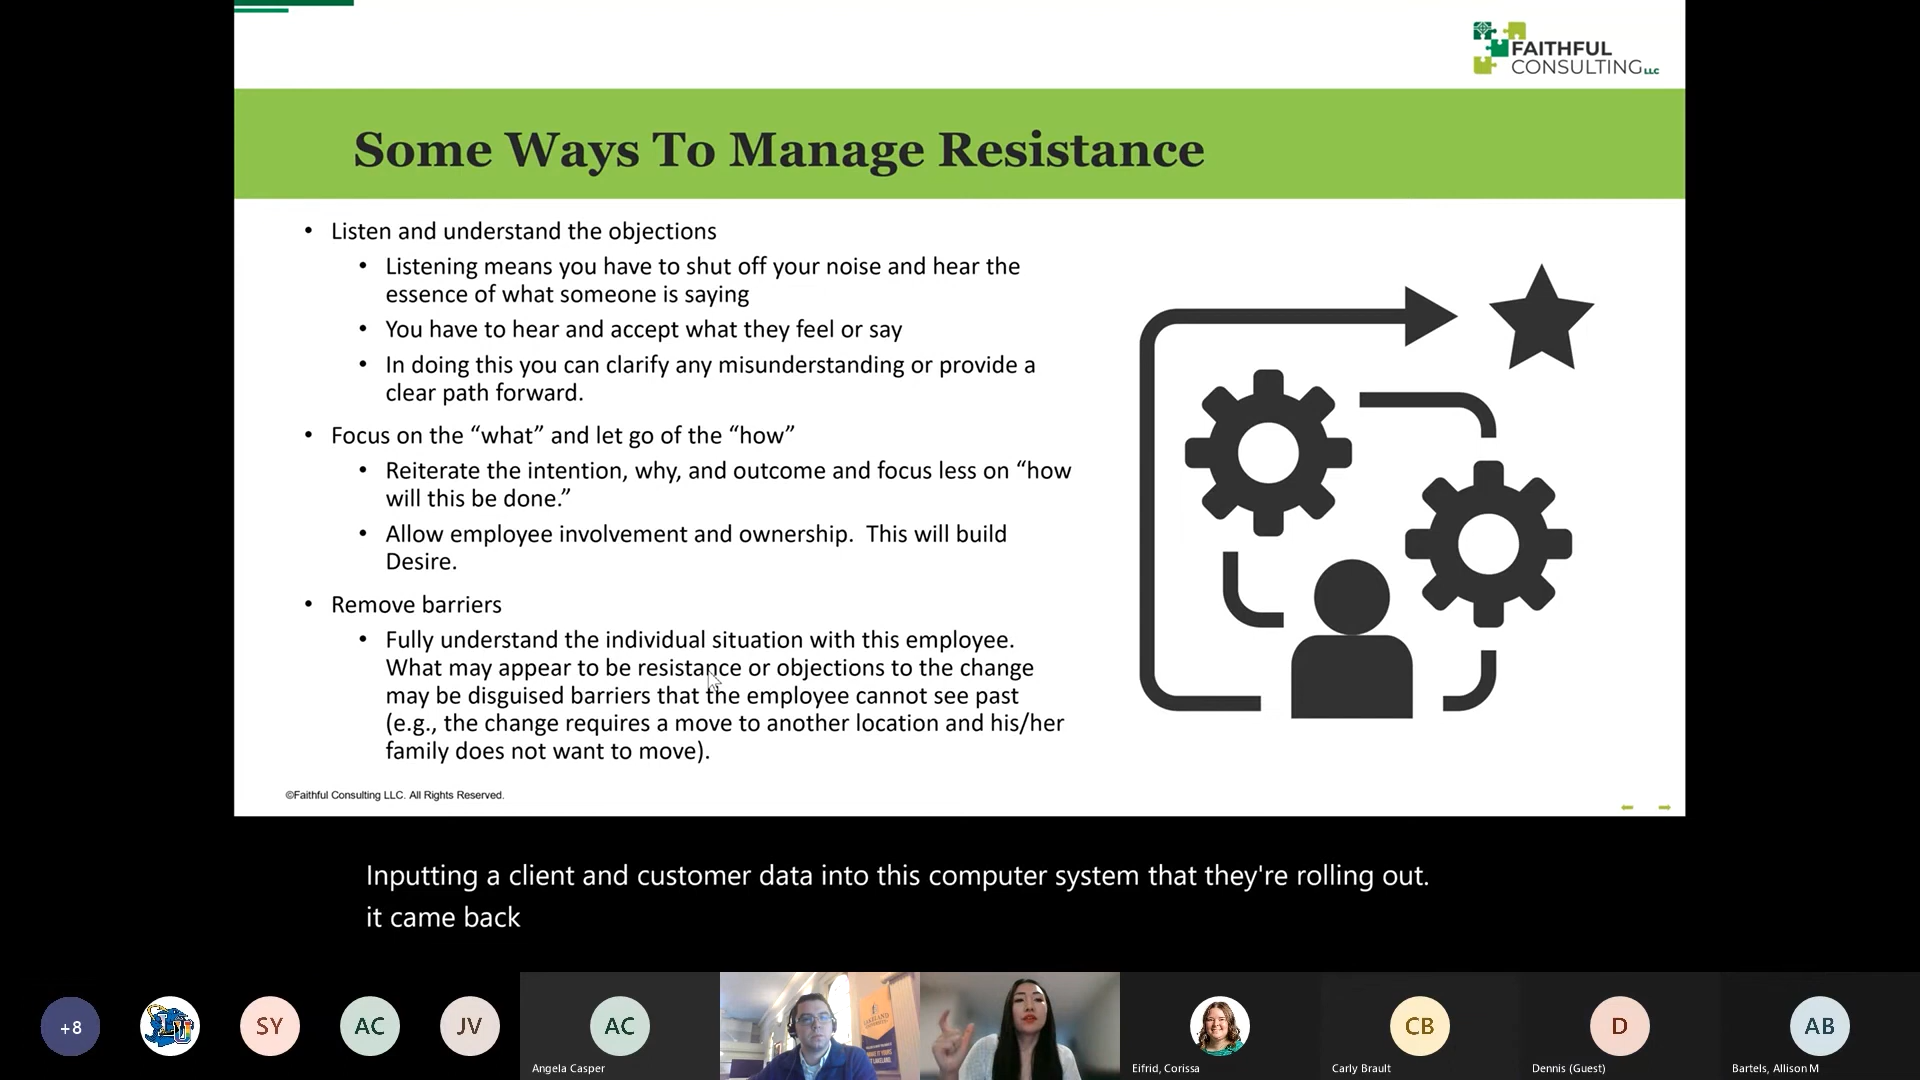 FAITHFUL
CONSULTING LLC
Some Ways To Manage Resistance
• Listen and understand the objections
• Listening means you have to shut off your noise and hear the
essence of what someone is saying
• You have to hear and accept what they feel or say
• In doing this you can clarify any misunderstanding or provide a
clear path forward.
• Focus on the “what” and let go of the “how”
• Reiterate the intention, why, and outcome and focus less on “how
will this be done.”
• Allow employee involvement and ownership.  This will build
Desire.
• Remove barriers
• Fully understand the individual situation with this employee.
What may appear to be resistance or objections to the change
may be disguised barriers that the employee cannot see past
(e.g., the change requires a move to another location and his/her
family does not want to move).
©Faithful Consulting LLC. All Rights Reserved.
Inputting a client and customer data into this computer system that they're rolling out.
it came back
+8
LU
SY
AC
JV
AC
Angela Casper
LAKELAND
Eifrid, Corissa
CB
Carly Brault
D
Dennis (Guest)
AB
Bartels, Allison M